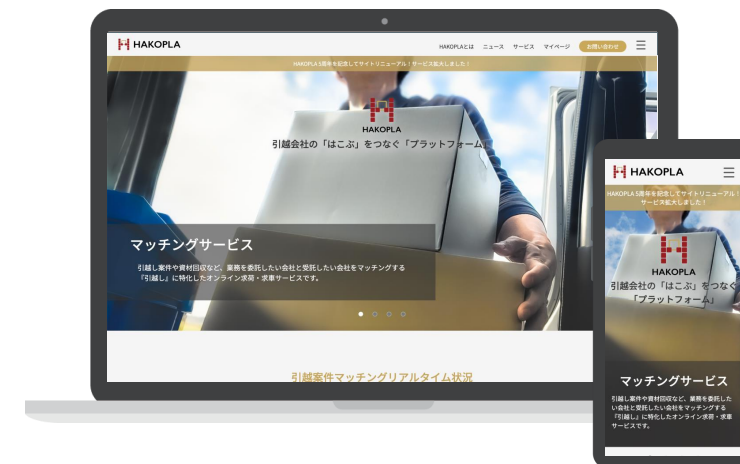 HAKOPLA
HAKOPLAとは ニュース サービス マイページ お問い合わせ
HAKOPLA 5周年を記念してサイトリニューアル！サービス拡大しました！
HAKOPLA
引越会社の「はこぶ」をつなぐ「プラットフォーム」
マッチングサービス
引越し案件や資材回収など、業務を委託したい会社と受託したい会社をマッチングする
『引越し』に特化したオンライン求荷・求車サービスです。
引越案件マッチングリアルタイム状況
HAKOPLA
HAKOPLA 5周年を記念してサイトリニューアル！
サービス拡大しました！
HAKOPLA
引越会社の「はこぶ」をつなぐ
「プラットフォーム」
マッチングサービス
引越し案件や資材回収など、業務を委託した
い会社と受託したい会社をマッチングする
『引越し』に特化したオンライン求荷・求車
サービスです。